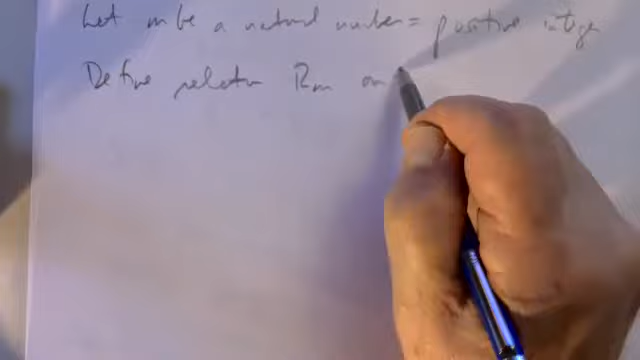 Let m be a natural number = positive integer
Define relation Rm on